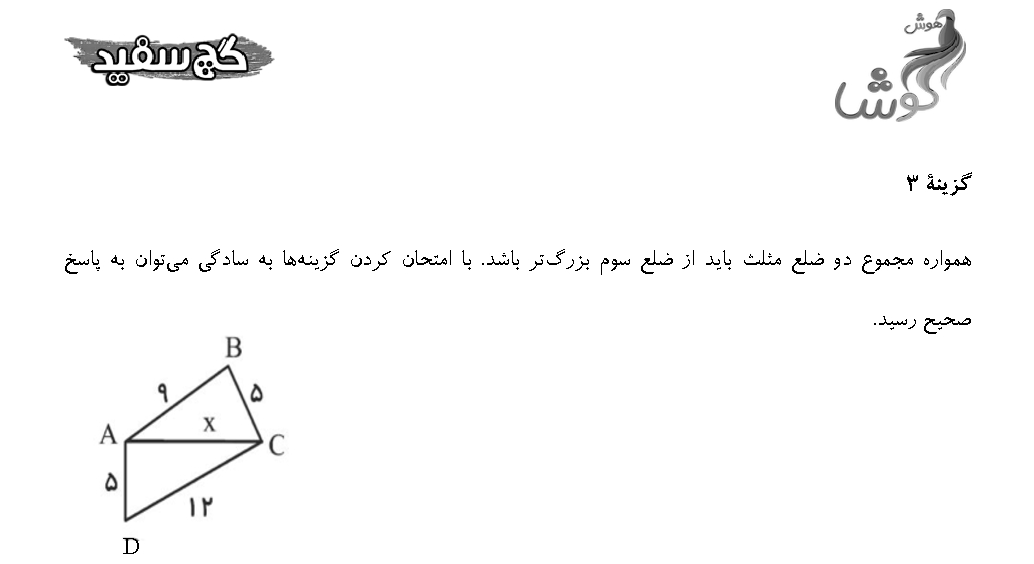 گچ سفید
هوش
گوشا
گزینهٔ ۳
همواره مجموع دو ضلع مثلث باید از ضلع سوم بزرگ‌تر باشد. با امتحان کردن گزینه‌ها به سادگی می‌توان به پاسخ
صحیح رسید.
B
۹
۵
x
A
C
۵
۱۲
D